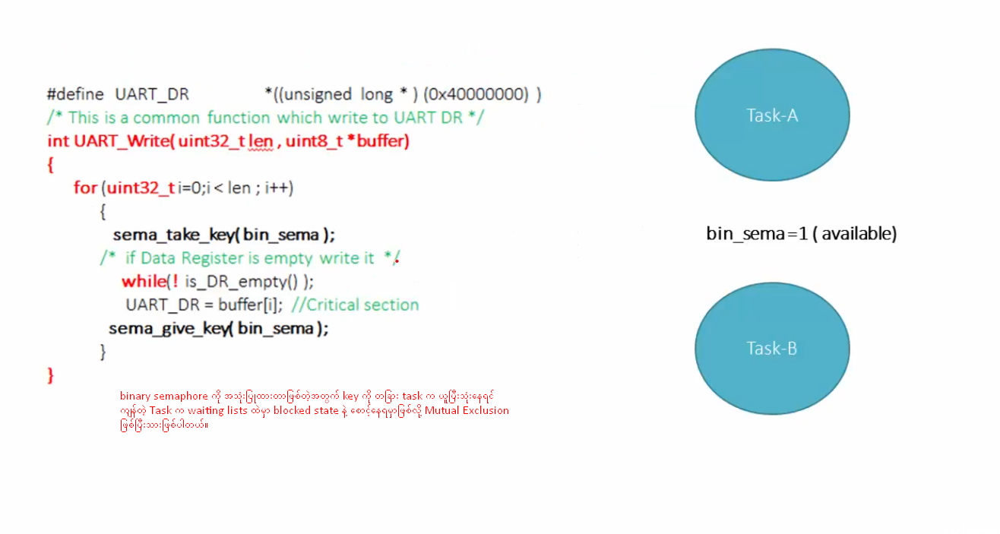 #define UART_DR *((unsigned long * ) (0x40000000) )
/* This is a common function which write to UART DR */
int UART_Write( uint32_t len , uint8_t *buffer)
{
for (uint32_t i=0;i < len ; i++)
{
sema_take_key( bin_sema );
/* if Data Register is empty write it */
while(! is_DR_empty() );
UART_DR = buffer[i]; //Critical section
sema_give_key( bin_sema );
}
}
binary semaphore ကို အသုံးပြုထားတာဖြစ်တဲ့အတွက် key ကို တခြား task က ယူပြီးသုံးနေရင်
ကျန်တဲ့ Task က waiting lists ထဲမှာ blocked state နဲ့ စောင့်နေရမှာဖြစ်လို့ Mutual Exclusion
ဖြစ်ပြီးသားဖြစ်ပါတယ်။
Task-A
bin_sema=1 ( available)
Task-B